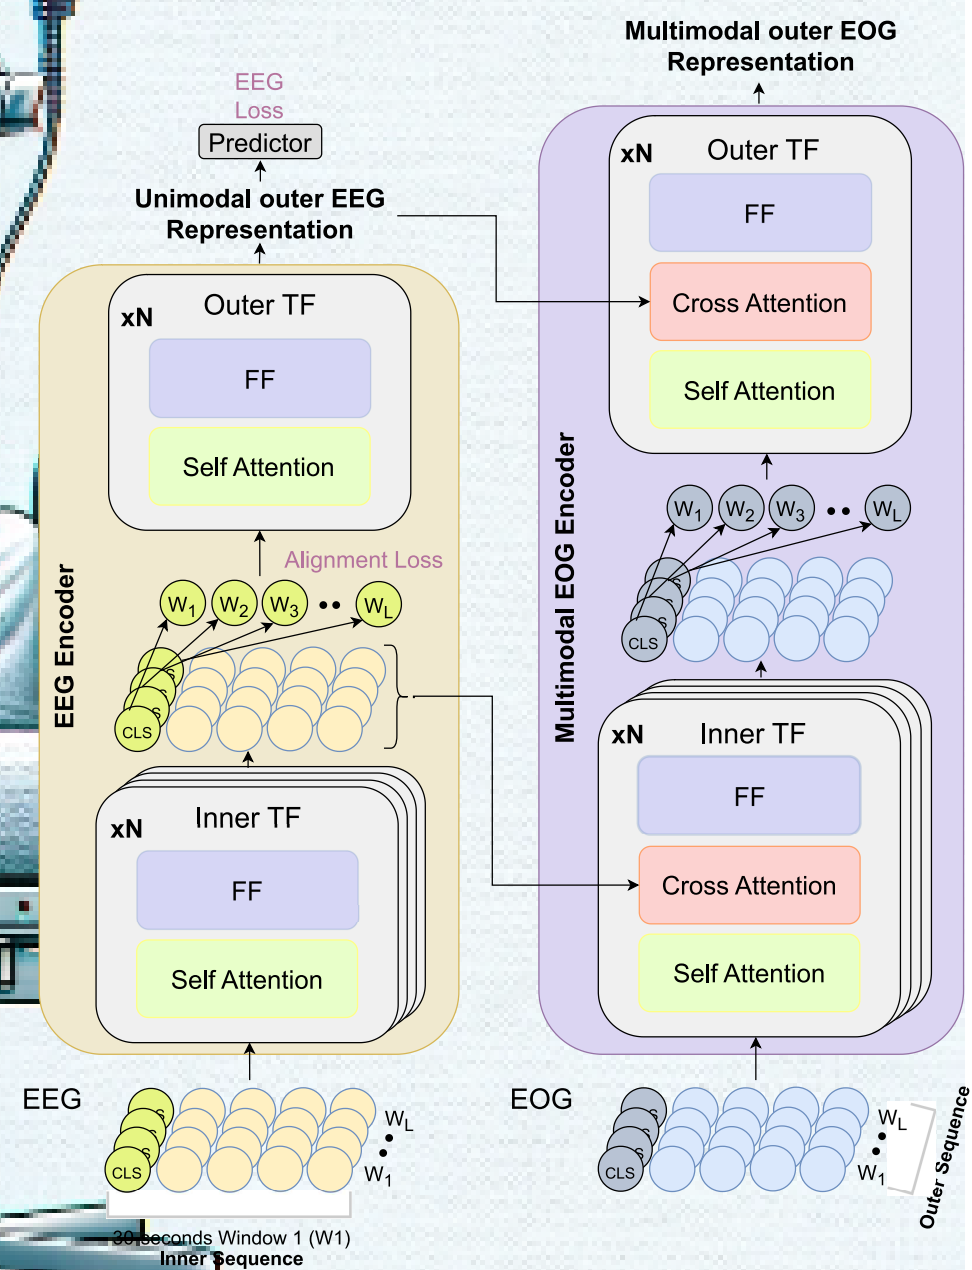 Multimodal outer EOG
Representation
EEG
Loss
Predictor
Unimodal outer EEG
Representation
xN
Outer TF
FF
Self Attention
EEG Encoder
Alignment Loss
W1
W2
W3
••
WL
CLS
xN
Inner TF
FF
Self Attention
EEG
CLS
WL
W1
30 seconds Window 1 (W1)
Inner Sequence
xN
Outer TF
FF
Cross Attention
Self Attention
Multimodal EOG Encoder
W1
W2
W3
••
WL
CLS
xN
Inner TF
FF
Cross Attention
Self Attention
EOG
CLS
WL
W1
Outer Sequence